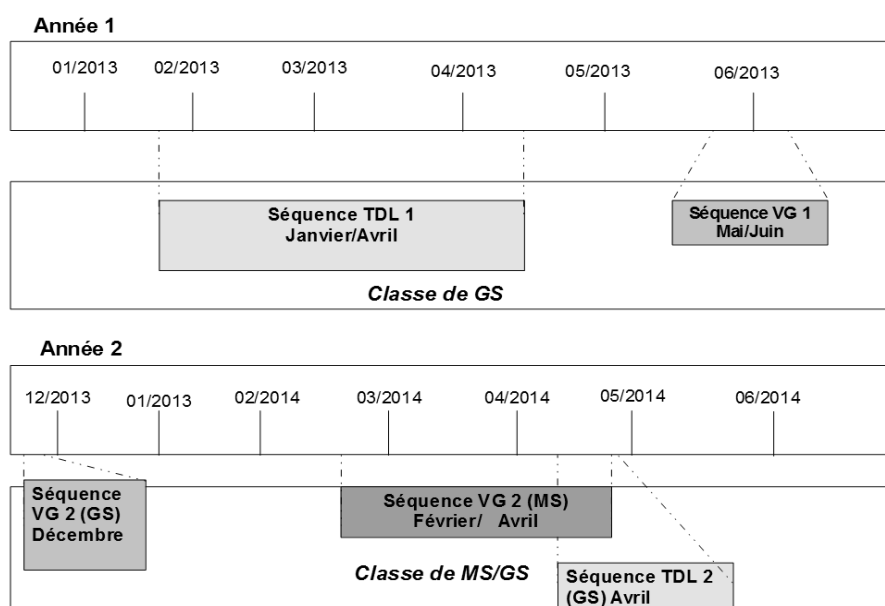 Année 1
01/2013 02/2013 03/2013 04/2013 05/2013 06/2013
Séquence TDL 1
Janvier/Avril
Séquence VG 1
Mai/Juin
Classe de GS
Année 2
12/2013 01/2013 02/2014 03/2014 04/2014 05/2014 06/2014
Séquence
VG 2 (GS)
Décembre
Séquence VG 2 (MS)
Février/ Avril
Classe de MS/GS
Séquence TDL 2
(GS) Avril